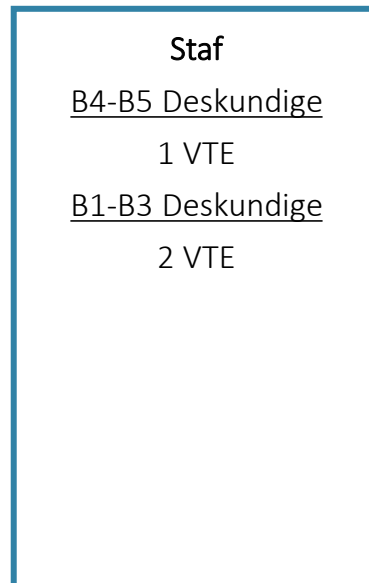 Staf
B4-B5 Deskundige
1 VTE
B1-B3 Deskundige
2 VTE